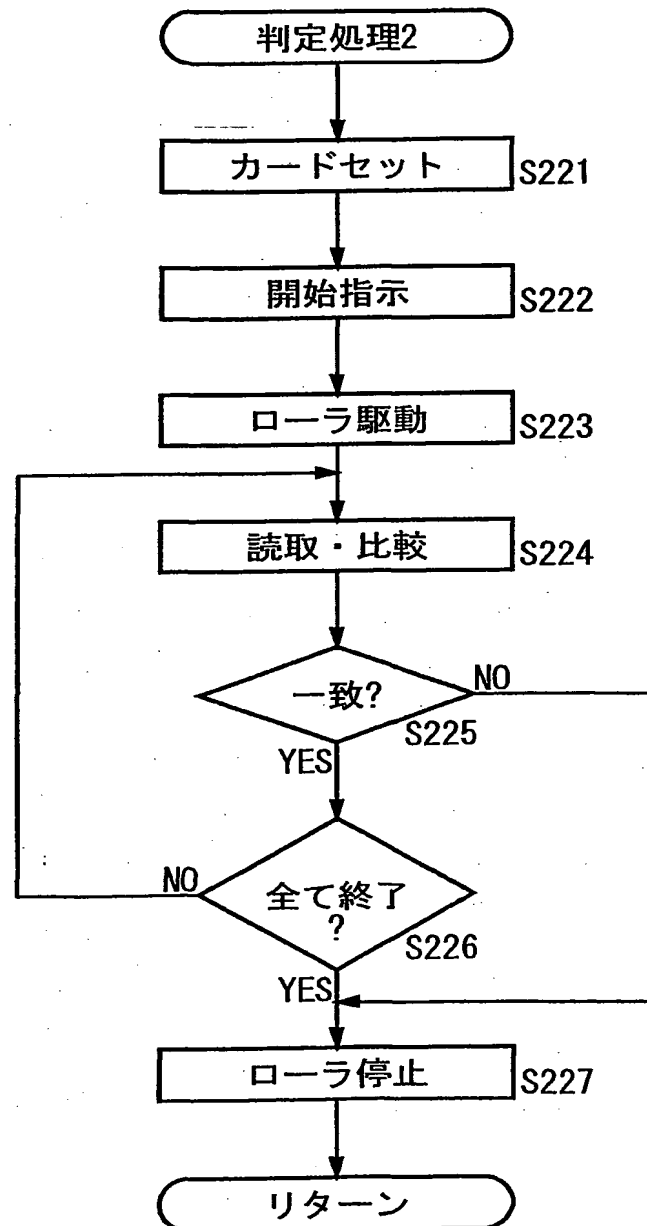 判定処理2
カードセット
S221
開始指示
S222
ローラ駆動
S223
読取・比較
S224
一致?
NO
S225
YES
NO
全て終了
?
S226
YES
ローラ停止
S227
リターン